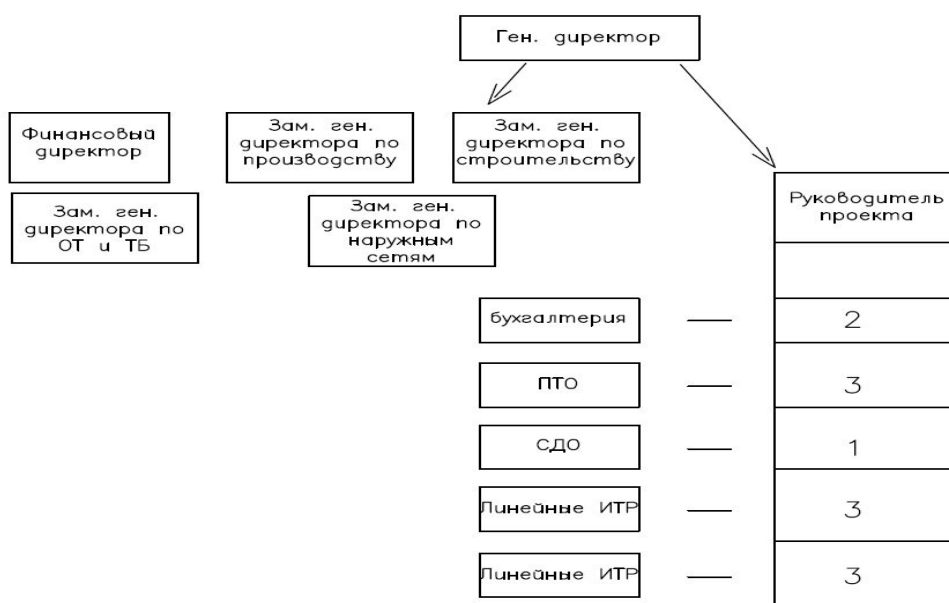 Ген. директор
Финансовый
директор
Зам. ген.
директора по
производству
Зам. ген.
директора по
строительству
Зам. ген.
директора по
ОТ и ТБ
Зам. ген.
директора по
наружным
сетям
Руководитель
проекта
бухгалтерия
2
ПТО
3
СДО
1
Линейные ИТР
3
Линейные ИТР
3